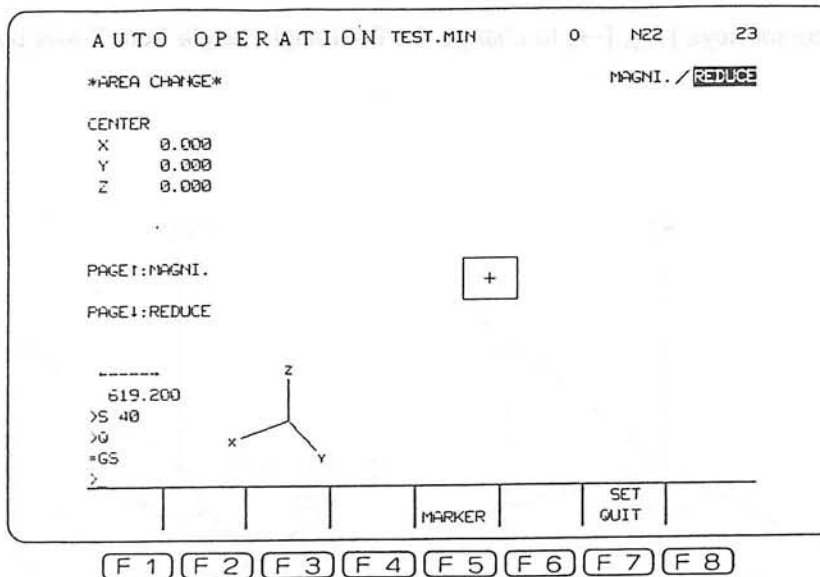 AUTO OPERATION TEST.MIN 0 N22 23
*AREA CHANGE* MAGNI./REDUCE
CENTER
X 0.000
Y 0.000
Z 0.000
PAGE↑:MAGNI.
PAGE↓:REDUCE
619.200
Z
X
Y
>S 40
>Q
=GS
>_
MARKER
SET
QUIT
F 1 F 2 F 3 F 4 F 5 F 6 F 7 F 8